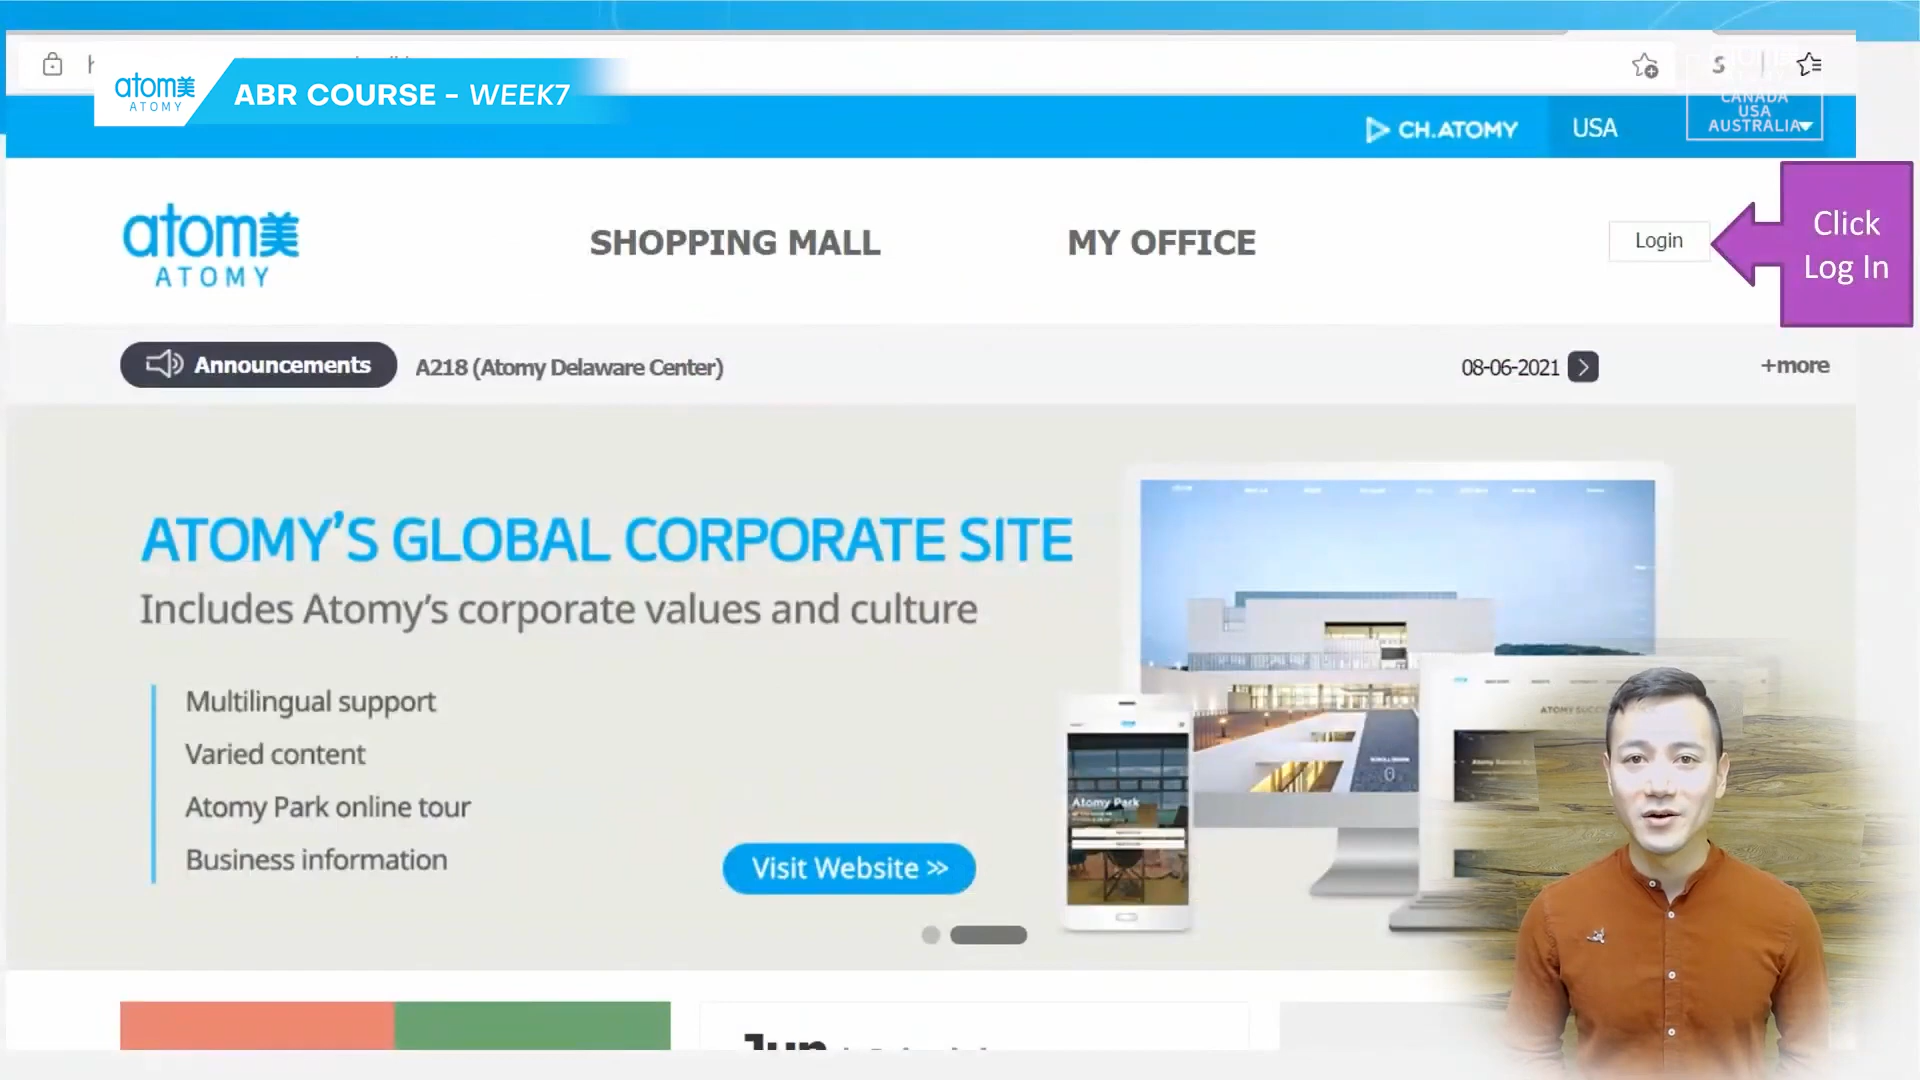 atom美
ATOMY
ABR COURSE - WEEK7
S
CANADA
USA
AUSTRALIA
CH.ATOMY
USA
atom美
ATOMY
SHOPPING MALL
MY OFFICE
Login
Click
Log In
Announcements
A218 (Atomy Delaware Center)
08-06-2021
+more
ATOMY'S GLOBAL CORPORATE SITE
Includes Atomy's corporate values and culture
Multilingual support
Varied content
Atomy Park online tour
Business information
Visit Website >>
Atomy Park
Jun